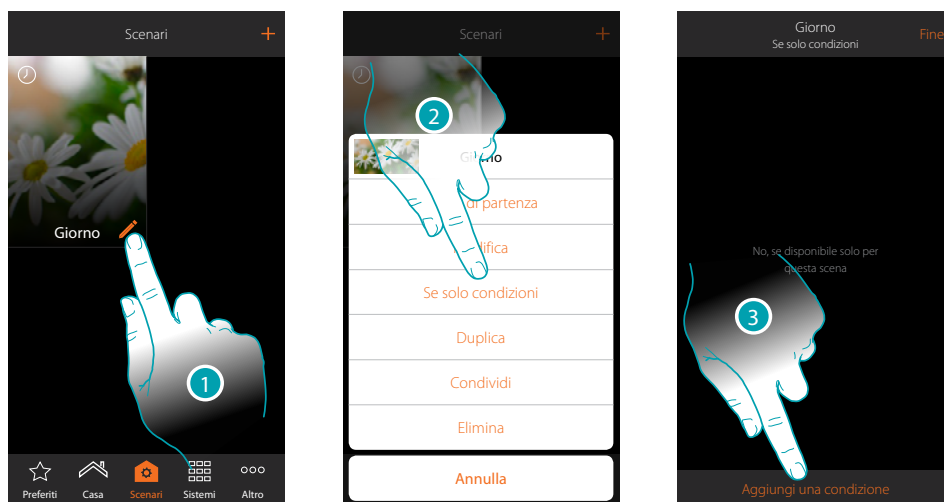 Scenari
+
Giorno
1
Preferiti
Casa
Scenari
Sistemi
Altro
Scenari
+
2
di partenza
Se solo condizioni
Duplica
Condividi
Elimina
Annulla
Giorno
Se solo condizioni
Fine
No, se disponibile solo per
questa scena
3
Aggiungi una condizione